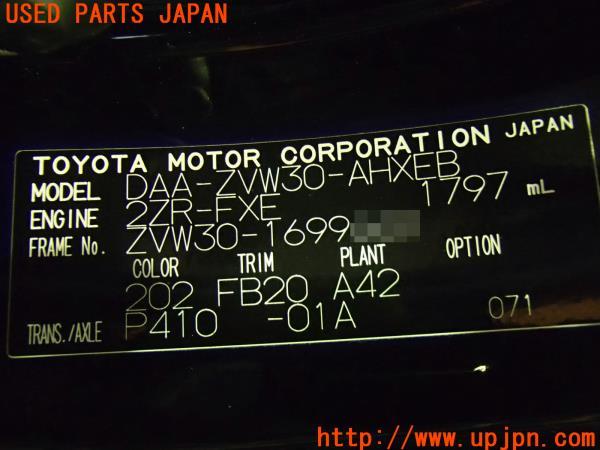 USED PARTS JAPAN
TOYOTA MOTOR CORPORATION JAPAN
MODEL DAA-ZVW30-AHXEB
ENGINE 2ZR-FXE 1797 mL
FRAME No. ZVW30-1699
COLOR TRIM PLANT OPTION
202 FB20 A42
TRANS./AXLE P410 -01A 071
http://www.upjpn.com/